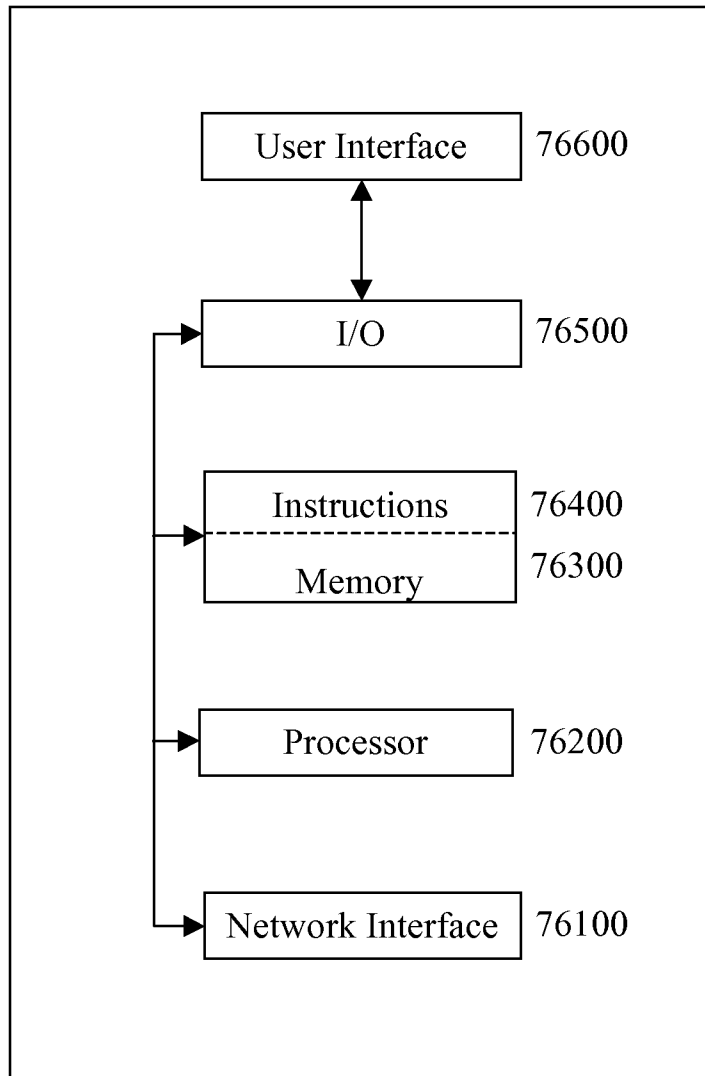 User Interface 76600
I/O 76500
Instructions 76400
Memory 76300
Processor 76200
Network Interface 76100